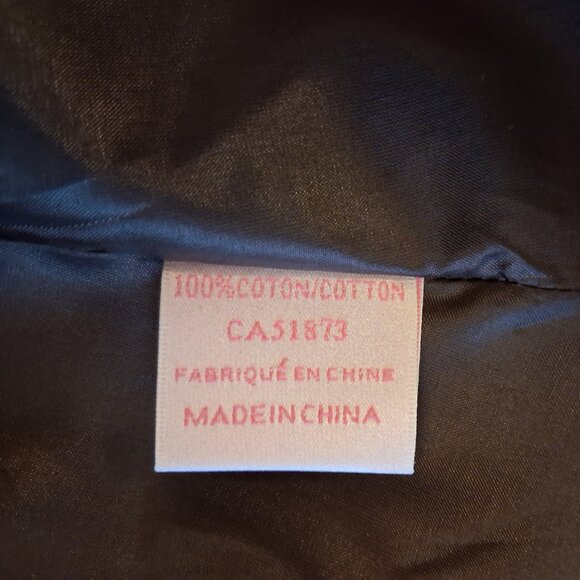 100%COTON/COTTON
CA51873
FABRIQUÉ EN CHINE
MADEINCHINA